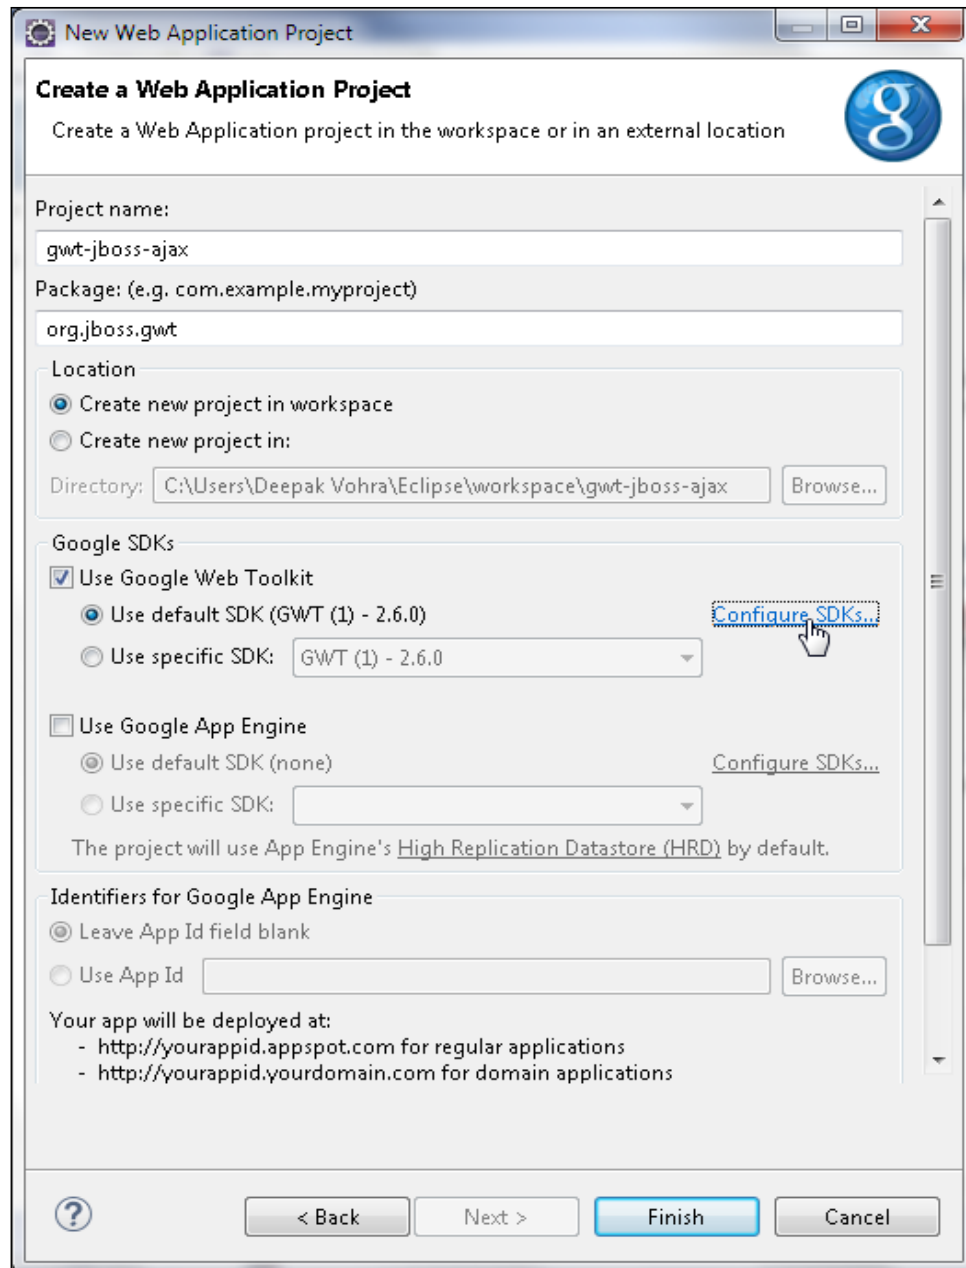 New Web Application Project
Create a Web Application Project
Create a Web Application project in the workspace or in an external location
Project name:
gwt-jboss-ajax
Package: (e.g. com.example.myproject)
org.jboss.gwt
Location
Create new project in workspace
Create new project in:
Directory: C:\Users\Deepak Vohra\Eclipse\workspace\gwt-jboss-ajax Browse...
Google SDKs
Use Google Web Toolkit
Use default SDK (GWT (1) - 2.6.0) Configure SDKs...
Use specific SDK: GWT (1) - 2.6.0
Use Google App Engine
Use default SDK (none) Configure SDKs...
Use specific SDK:
The project will use App Engine's High Replication Datastore (HRD) by default.
Identifiers for Google App Engine
Leave App Id field blank
Use App Id Browse...
Your app will be deployed at:
- http://yourappid.appspot.com for regular applications
- http://yourappid.yourdomain.com for domain applications
? < Back Next > Finish Cancel